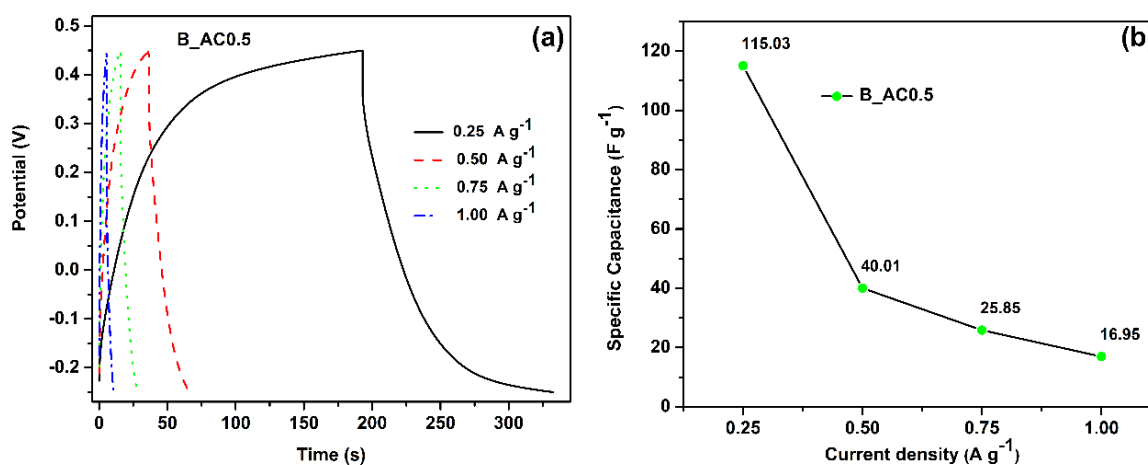 B_AC0.5
(a)
0.5
0.4
0.3
0.2
0.1
0.0
-0.1
-0.2
Potential (V)
0.25 A g⁻¹
0.50 A g⁻¹
0.75 A g⁻¹
1.00 A g⁻¹
0 50 100 150 200 250 300
Time (s)
(b)
120
100
80
60
40
20
0
Specific Capacitance (F g⁻¹)
115.03
B_AC0.5
40.01
25.85
16.95
0.25 0.50 0.75 1.00
Current density (A g⁻¹)